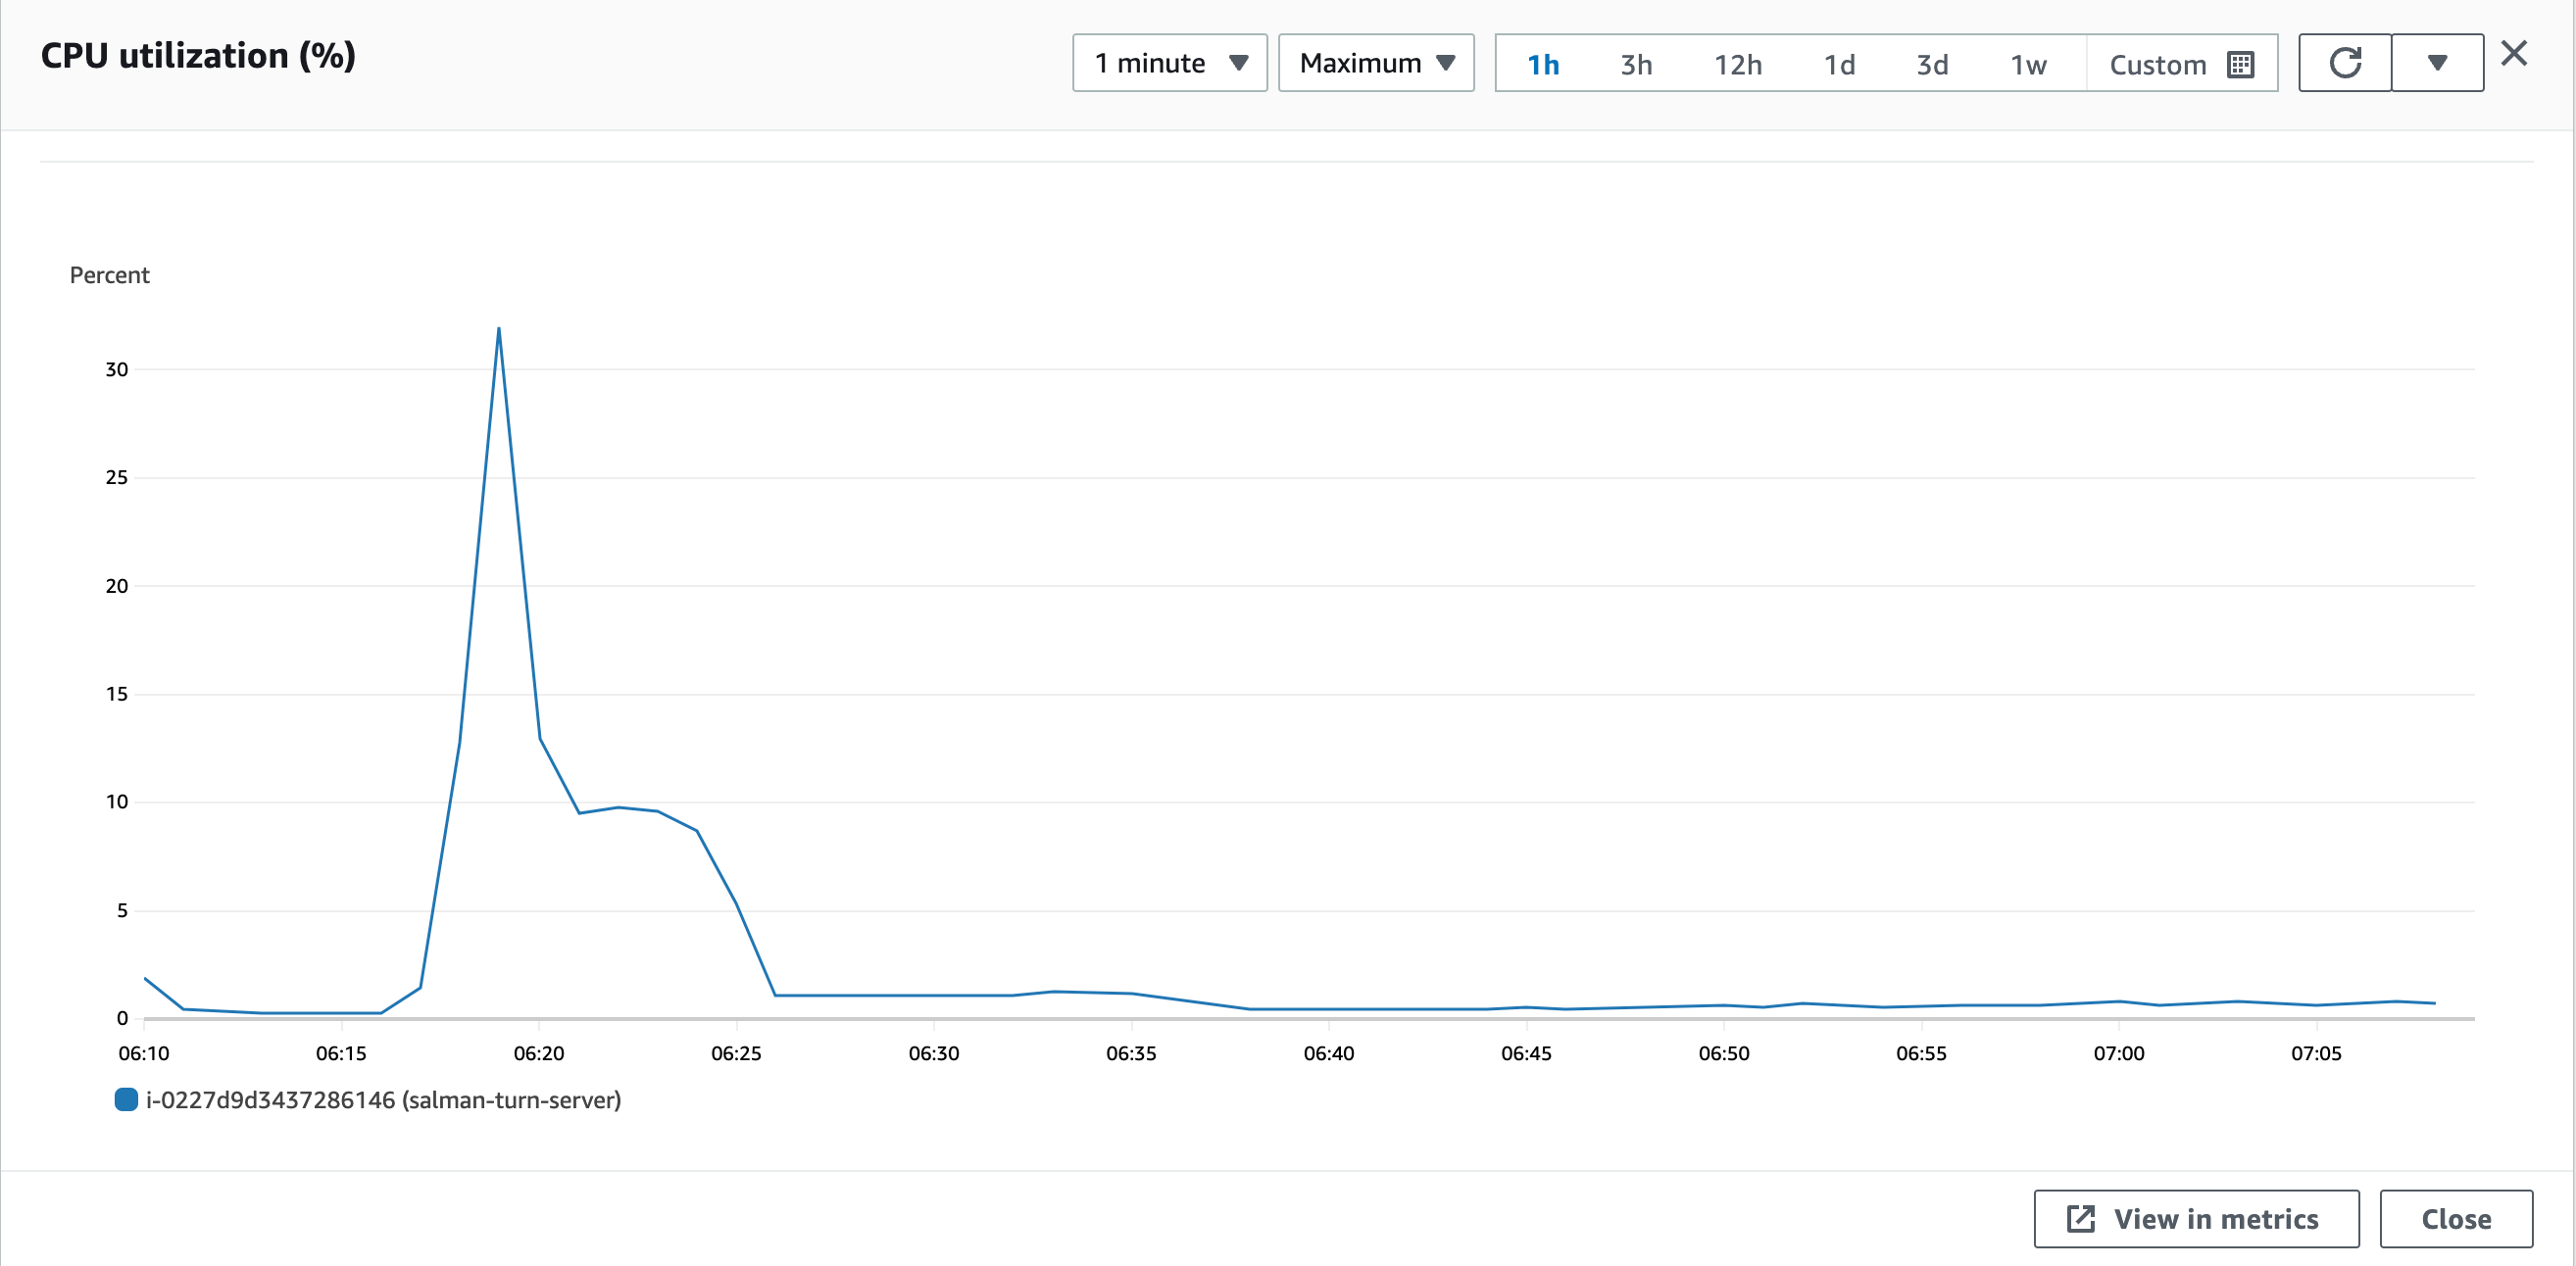 CPU utilization (%)
1 minute
Maximum
1h 3h 12h 1d 3d 1w Custom
Percent
30
25
20
15
10
5
0
06:10 06:15 06:20 06:25 06:30 06:35 06:40 06:45 06:50 06:55 07:00 07:05
i-0227d9d3437286146 (salman-turn-server)
View in metrics
Close